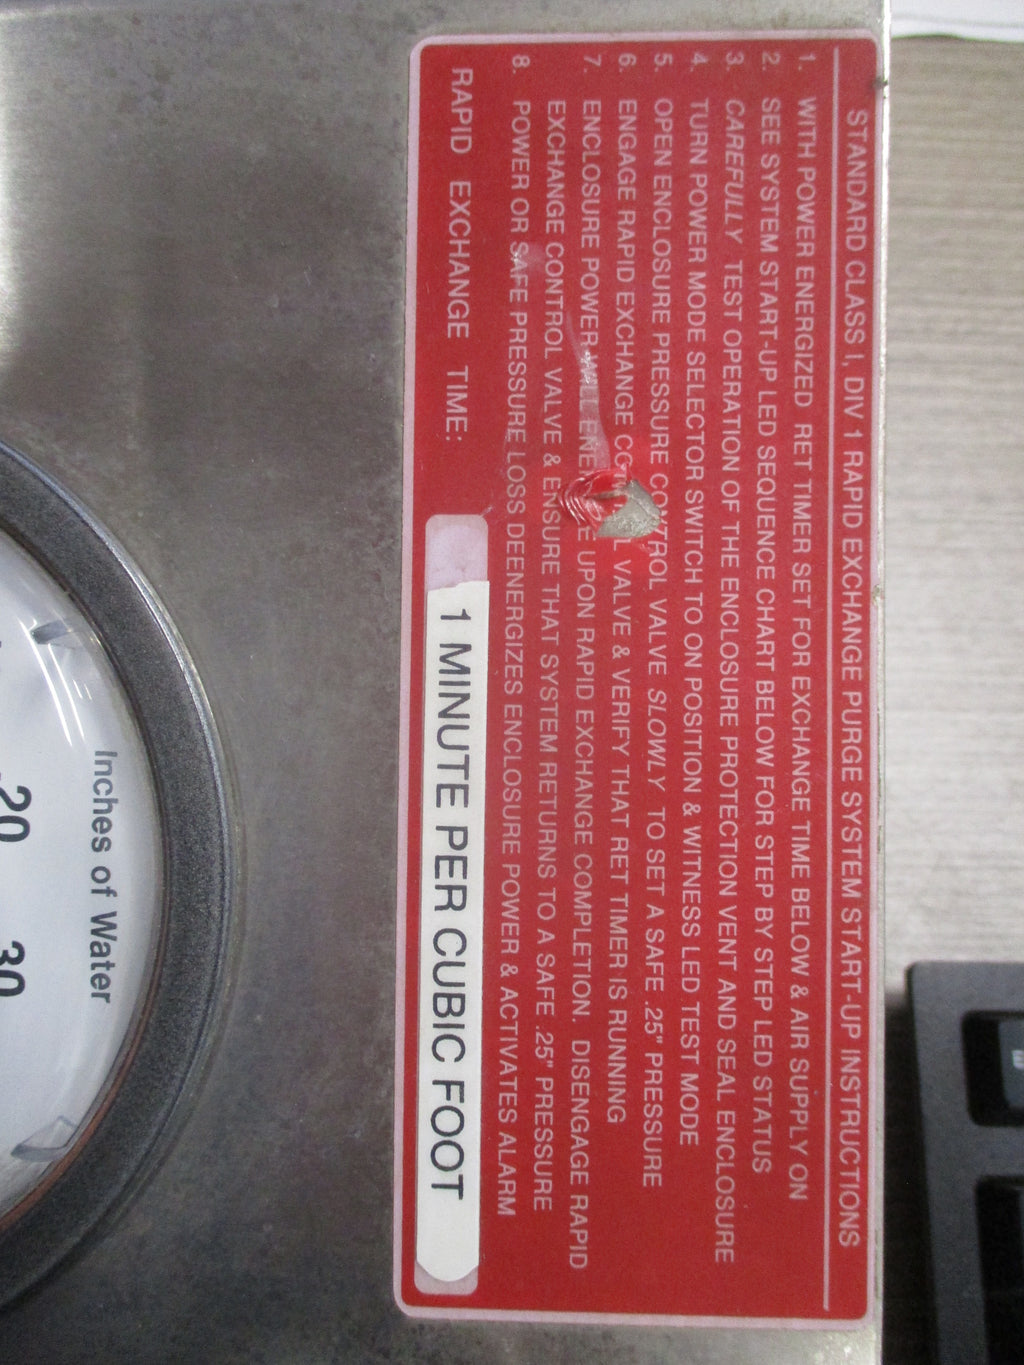 STANDARD CLASS I, DIV 1 RAPID EXCHANGE PURGE SYSTEM START-UP INSTRUCTIONS
1. WITH POWER ENERGIZED RET TIMER SET FOR EXCHANGE TIME BELOW & AIR SUPPLY ON
2. SEE SYSTEM START-UP LED SEQUENCE CHART BELOW FOR STEP BY STEP LED STATUS
3. CAREFULLY TEST OPERATION OF THE ENCLOSURE PROTECTION VENT AND SEAL ENCLOSURE
4. TURN POWER MODE SELECTOR SWITCH TO ON POSITION & WITNESS LED TEST MODE
5. OPEN ENCLOSURE PRESSURE CONTROL VALVE SLOWLY TO SET A SAFE .25" PRESSURE
6. ENGAGE RAPID EXCHANGE VALVE & VERIFY THAT RET TIMER IS RUNNING
7. ENCLOSURE POWER UPON RAPID EXCHANGE COMPLETION. DISENGAGE RAPID
EXCHANGE CONTROL VALVE & ENSURE THAT SYSTEM RETURNS TO A SAFE .25" PRESSURE
8. POWER OR SAFE PRESSURE LOSS DEENERGIZES ENCLOSURE POWER & ACTIVATES ALARM
RAPID EXCHANGE TIME: 1 MINUTE PER CUBIC FOOT
Inches of Water
20 30